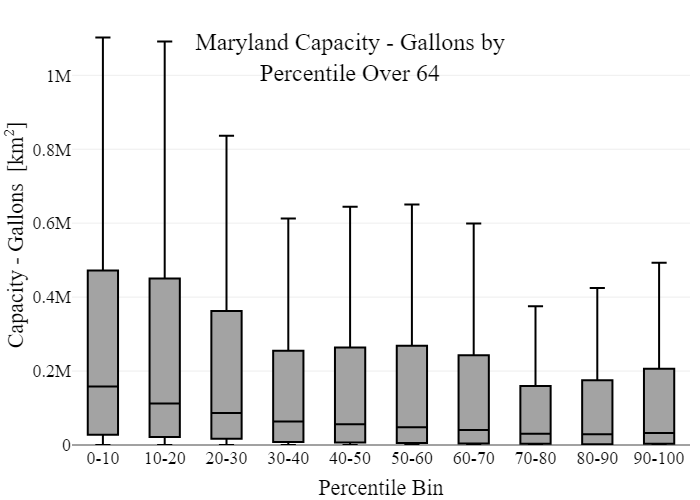 Maryland Capacity - Gallons by
Percentile Over 64
Capacity - Gallons [km²]
1M
0.8M
0.6M
0.4M
0.2M
0
0-10 10-20 20-30 30-40 40-50 50-60 60-70 70-80 80-90 90-100
Percentile Bin